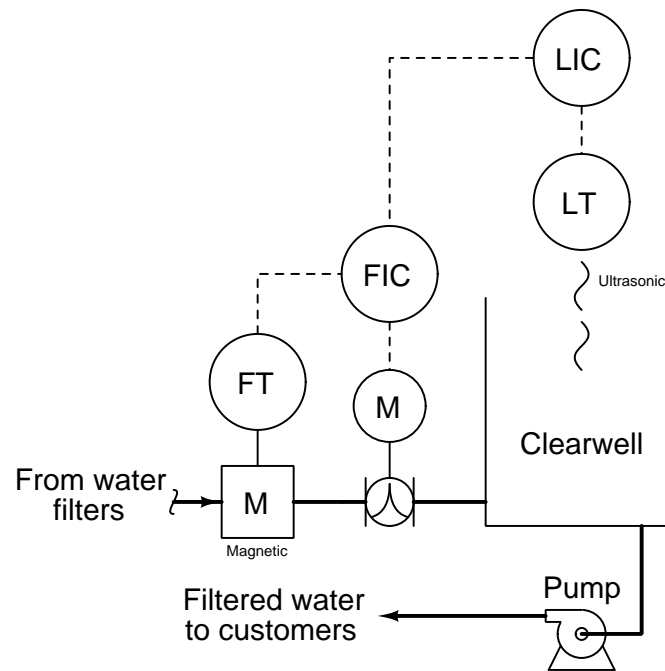 LIC
LT
Ultrasonic
FIC
FT
M
Clearwell
From water
filters
M
Magnetic
Pump
Filtered water
to customers